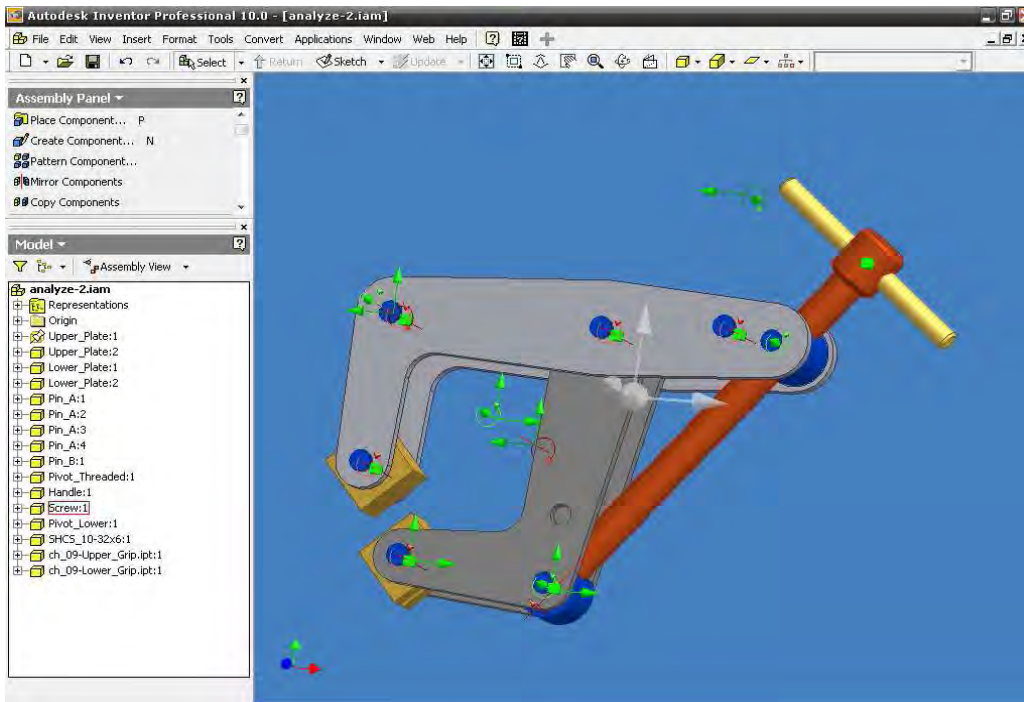 Autodesk Inventor Professional 10.0 - [analyze-2.iam]
File Edit View Insert Format Tools Convert Applications Window Web Help
Select Return Sketch Update
Assembly Panel
Place Component... P
Create Component... N
Pattern Component...
Mirror Components
Copy Components
Model
Assembly View
analyze-2.iam
Representations
Origin
Upper_Plate:1
Upper_Plate:2
Lower_Plate:1
Lower_Plate:2
Pin_A:1
Pin_A:2
Pin_A:3
Pin_A:4
Pin_B:1
Pivot_Threaded:1
Handle:1
Screw:1
Pivot_Lower:1
SHCS_10-32x6:1
ch_09-Upper_Grip.ipt:1
ch_09-Lower_Grip.ipt:1